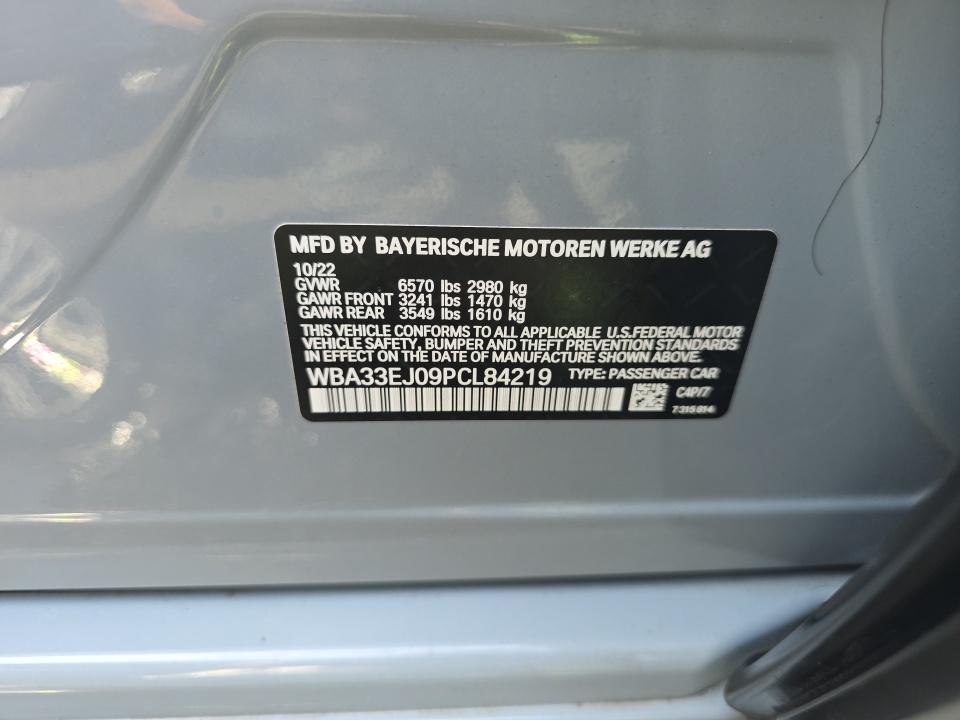 MFD BY BAYERISCHE MOTOREN WERKE AG
10/22
GVWR 6570 lbs 2980 kg
GAWR FRONT 3241 lbs 1470 kg
GAWR REAR 3549 lbs 1610 kg
THIS VEHICLE CONFORMS TO ALL APPLICABLE U.S.FEDERAL MOTOR
VEHICLE SAFETY, BUMPER AND THEFT PREVENTION STANDARDS
IN EFFECT ON THE DATE OF MANUFACTURE SHOWN ABOVE.
WBA33EJ09PCL84219 TYPE: PASSENGER CAR
C4P/7
7315814